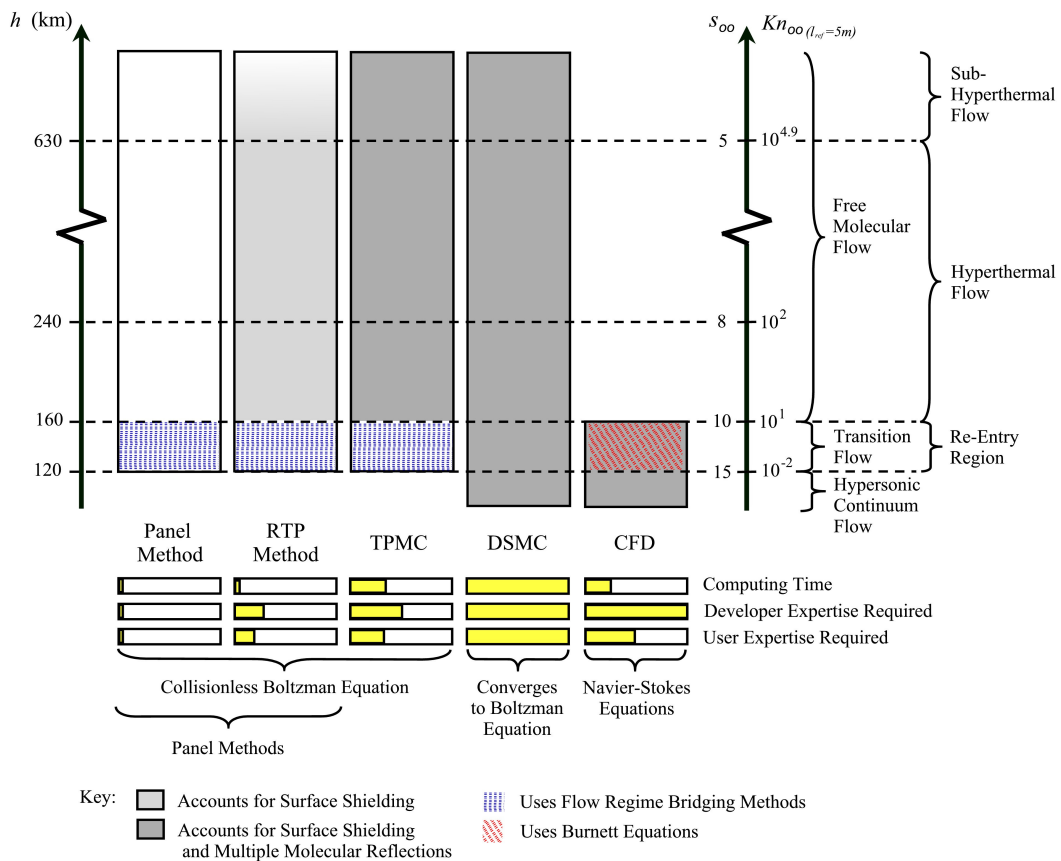 h (km)
s∞
Kn∞ (l_ref=5m)
630
240
160
120
5
8
10
15
10^4.9
10^2
10^1
10^-2
Free
Molecular
Flow
Transition
Flow
Hypersonic
Continuum
Flow
Sub-
Hyperthermal
Flow
Hyperthermal
Flow
Re-Entry
Region
Panel
Method
RTP
Method
TPMC
DSMC
CFD
Computing Time
Developer Expertise Required
User Expertise Required
Collisionless Boltzman Equation
Converges
to Boltzman
Equation
Navier-Stokes
Equations
Panel Methods
Key:
Accounts for Surface Shielding
Accounts for Surface Shielding
and Multiple Molecular Reflections
Uses Flow Regime Bridging Methods
Uses Burnett Equations